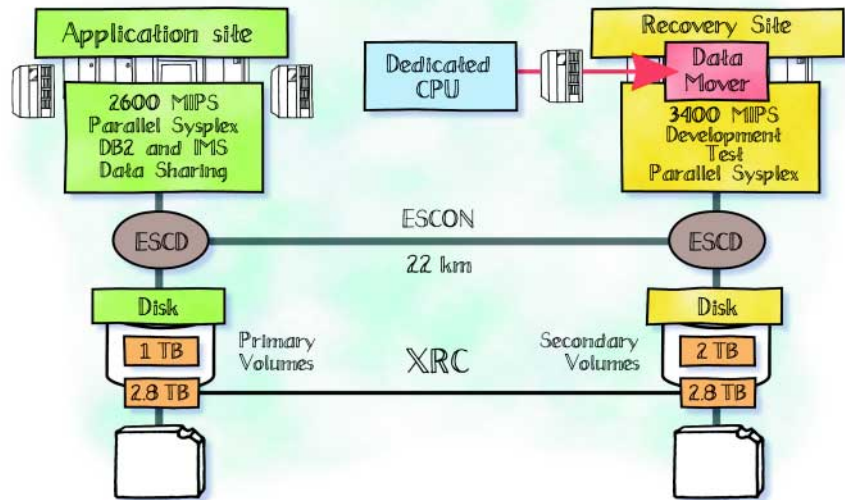 Application site
2600 MIPS
Parallel Sysplex
DB2 and IMS
Data Sharing
Dedicated
CPU
Recovery Site
Data
Mover
3400 MIPS
Development
Test
Parallel Sysplex
ESCD
ESCON
22 km
ESCD
Disk
1 TB
2.8 TB
Primary
Volumes
XRC
Secondary
Volumes
Disk
2 TB
2.8 TB